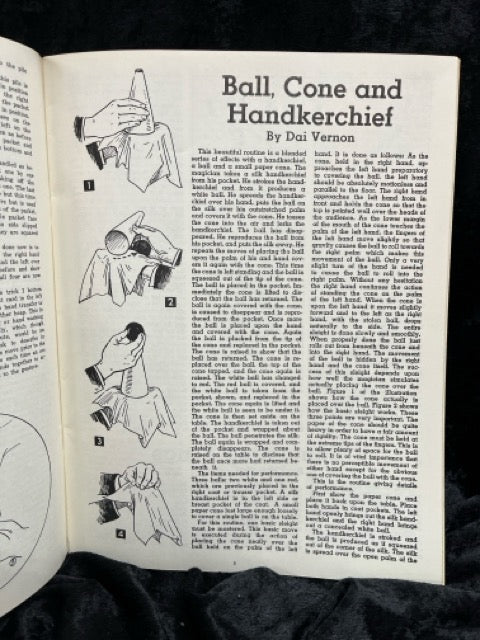 Ball, Cone and
Handkerchief
By Dai Vernon
This beautiful routine is a blended
series of effects with a handkerchief,
a ball and a small paper cone. The
magician takes a silk handkerchief
from his pocket. He strokes the hand-
kerchief and from it produces a
white ball. He spreads the handker-
chief over his hand, puts the ball on
the silk over his outstretched palm
and covers it with the cone. He tosses
the cone into the air and lifts the
handkerchief. The ball has disap-
peared. He reproduces the ball from
his pocket, and puts the silk away. He
repeats the moves of placing the ball
upon the palm of his hand and cov-
ers it again with the cone. This time
the cone is left standing and the ball is
squeezed out of the tip of the cone.
The ball is placed in the pocket. Im-
mediately the cone is lifted to dis-
close that the ball has returned. The
ball is again covered with the cone,
is caused to disappear and is repro-
duced from the pocket. Once more
the ball is placed upon the hand
and covered with the cone. Again
the ball is plucked from the tip of
the cone and replaced in the pocket.
The cone is raised to show that the
ball has returned. The cone is re-
placed over the ball, the top of the
cone tapped, and the cone again is
raised. The white ball has changed
to red. The red ball is covered, and
the white ball is taken from the
pocket, shown, and replaced in the
pocket. The cone again is lifted and
the white ball is seen to be under it.
The cone is then set aside on the
table. The handkerchief is taken out
of the pocket and wrapped about
the ball. The ball penetrates the silk.
The ball again is wrapped and com-
pletely disappears. The cone is
raised on the table to disclose that
the ball once more had returned be-
neath it.
The items needed for performance:
Three balls; two white and one red,
which are previously placed in the
right coat or trouser pocket. A silk
handkerchief is in the left side or
breast pocket of the coat. A small
paper cone just large enough loosely
to cover a single ball is on the table.
For this routine, one basic sleight
must be mastered. This basic move
is executed during the action of
placing the cone neatly over the
ball held on the palm of the left
hand. It is done as follows: As the
cone, held in the right hand, ap-
proaches the left hand preparatory
to covering the ball, the left hand
should be absolutely motionless and
parallel to the floor. The right hand
approaches the left hand from in
front and holds the cone so that the
top is pointed well over the heads of
the audience. As the lower margin
of the mouth of the cone touches the
palm of the left hand, the fingers of
the left hand move slightly so that
gravity causes the ball to roll towards
the right palm which makes this
movement of the ball. Only a very
slight turn of the hand is needed
to cause the ball to roll into the
right palm. Without any hesitation
the right hand continues the action
of standing the cone on the palm
of the left hand. When the cone is
upon the left hand it moves slightly
forward and to the left as the right
hand, with the stolen ball, drops
naturally to the side. The entire
sleight is done slowly and smoothly.
When properly done the ball just
rolls out from beneath the cone and
into the right hand. The movement
of the ball is hidden by the right
hand and the cone itself. The suc-
cess of this sleight depends upon
how well the magician simulates
actually placing the cone over the
ball. Figure 1 of the illustration
shows how the cone actually is
placed over the ball. Figure 2 shows
how the basic sleight works. These
three points are very important: The
paper of the cone should be quite
heavy in order to have a fair amount
of rigidity. The cone must be held at
the extreme tips of the fingers. This is
to allow plenty of space for the ball
to roll. It is of vital importance that
there is no perceptible movement of
either hand except for the obvious
one of covering the ball with the cone.
This is the routine giving details
of performance.
First show the paper cone and
place it back upon the table. Place
both hands in coat pockets. The left
hand openly brings out the silk hand-
kerchief and the right hand brings
out a concealed white ball.
The handkerchief is stroked and
the ball is produced as if squeezed
out of the corner of the silk. The silk
is spread over the open palm of the
1
2
3
4